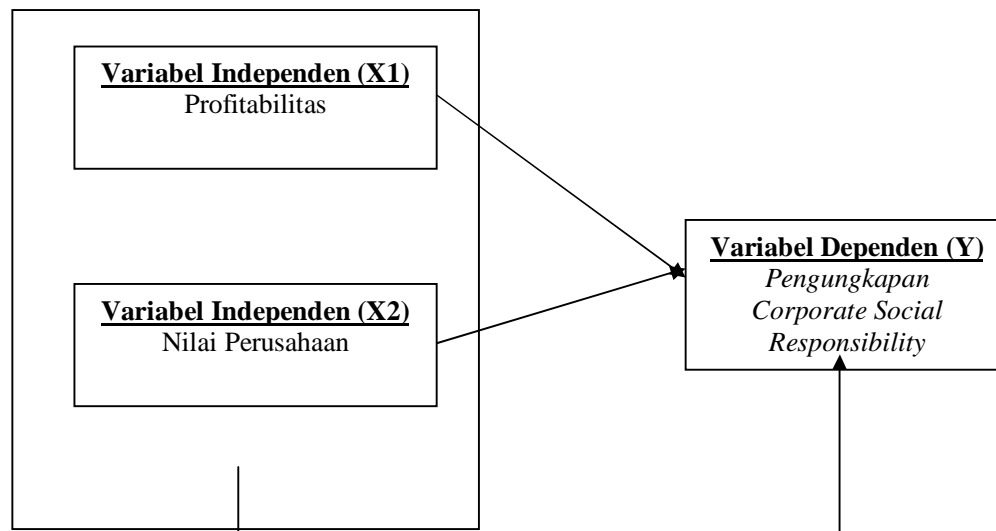 Variabel Independen (X1)
Profitabilitas
Variabel Independen (X2)
Nilai Perusahaan
Variabel Dependen (Y)
Pengungkapan
Corporate Social
Responsibility